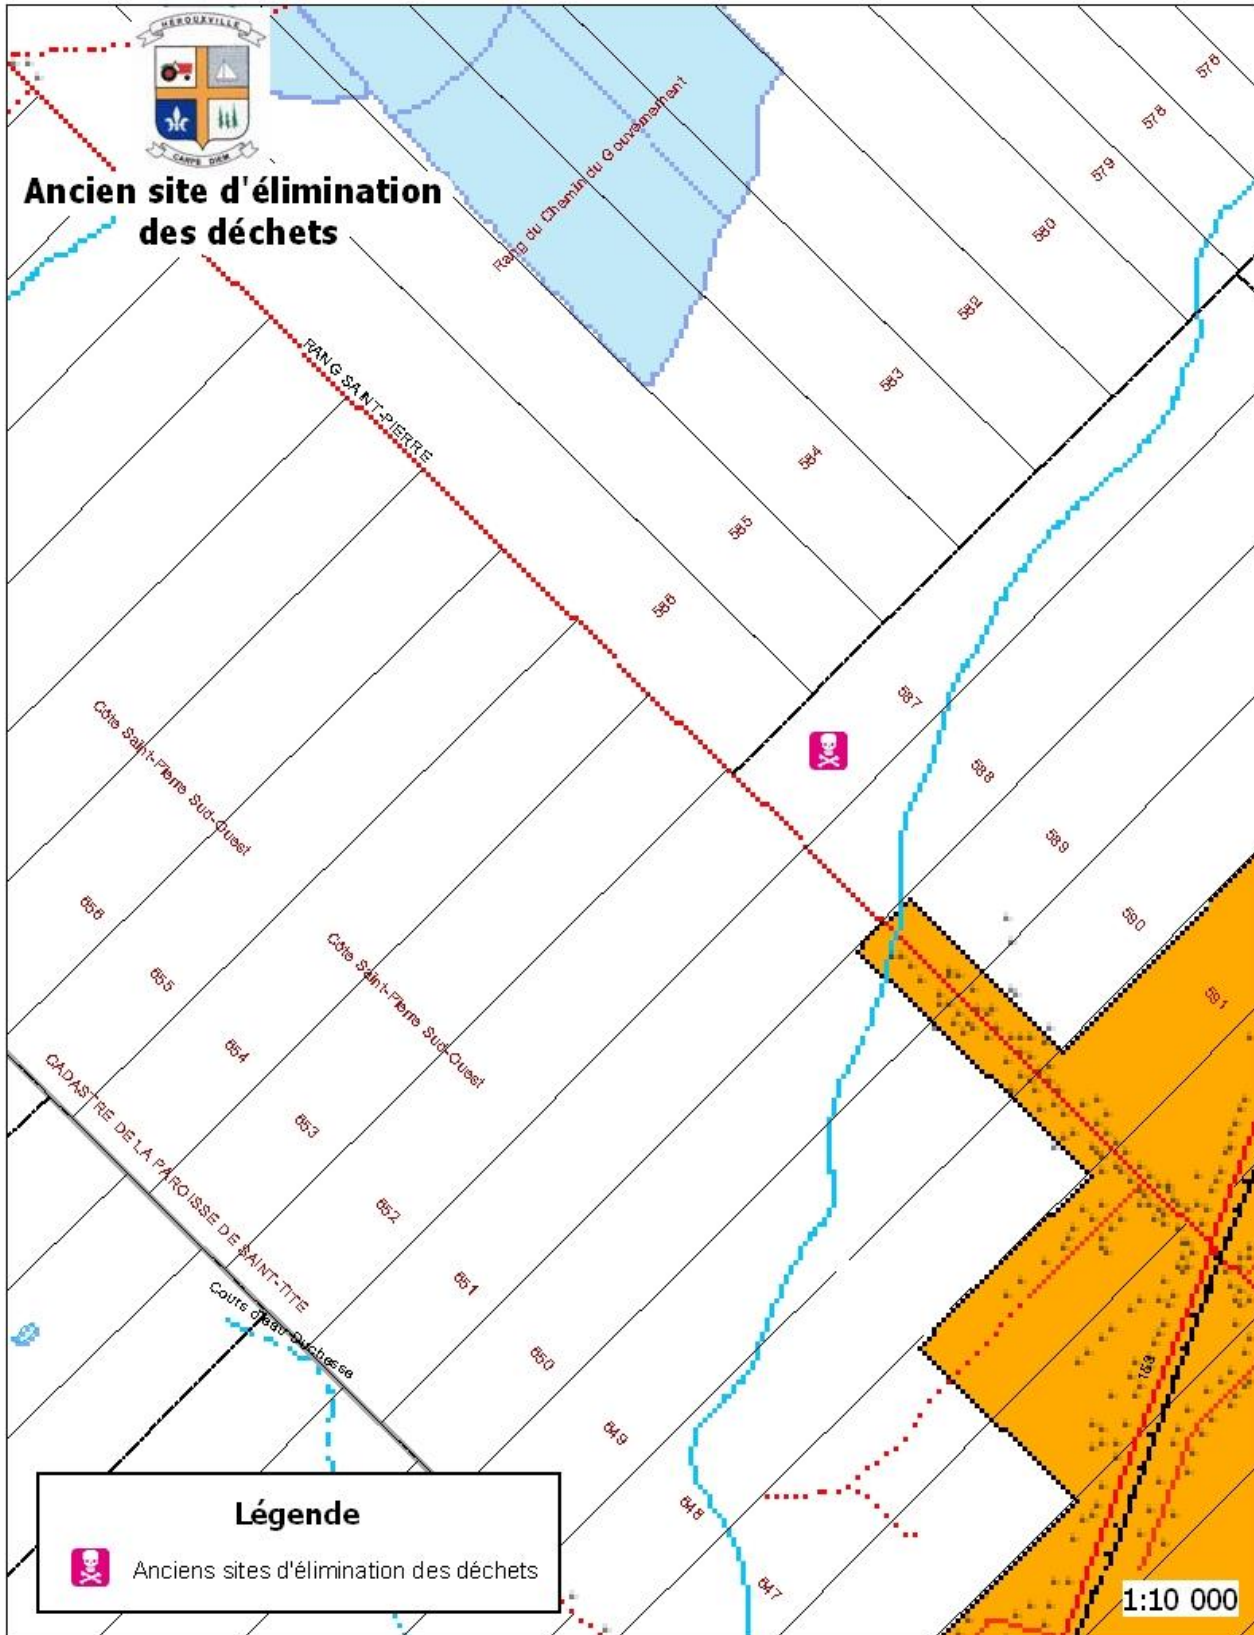 HEROUXVILLE
CARPE DIEM
Ancien site d'élimination
des déchets
Rang du Chemin du Gouvernement
576
578
579
580
582
583
584
585
586
RANG SAINT-PIERRE
587
588
589
590
591
Côte Saint-Pierre Sud-Ouest
Côte Saint-Pierre Sud-Ouest
656
655
654
653
652
651
650
649
648
647
CADASTRE DE LA PAROISSE DE SAINT-TITE
Cours d'eau Duchesse
153
Légende
Anciens sites d'élimination des déchets
1:10 000